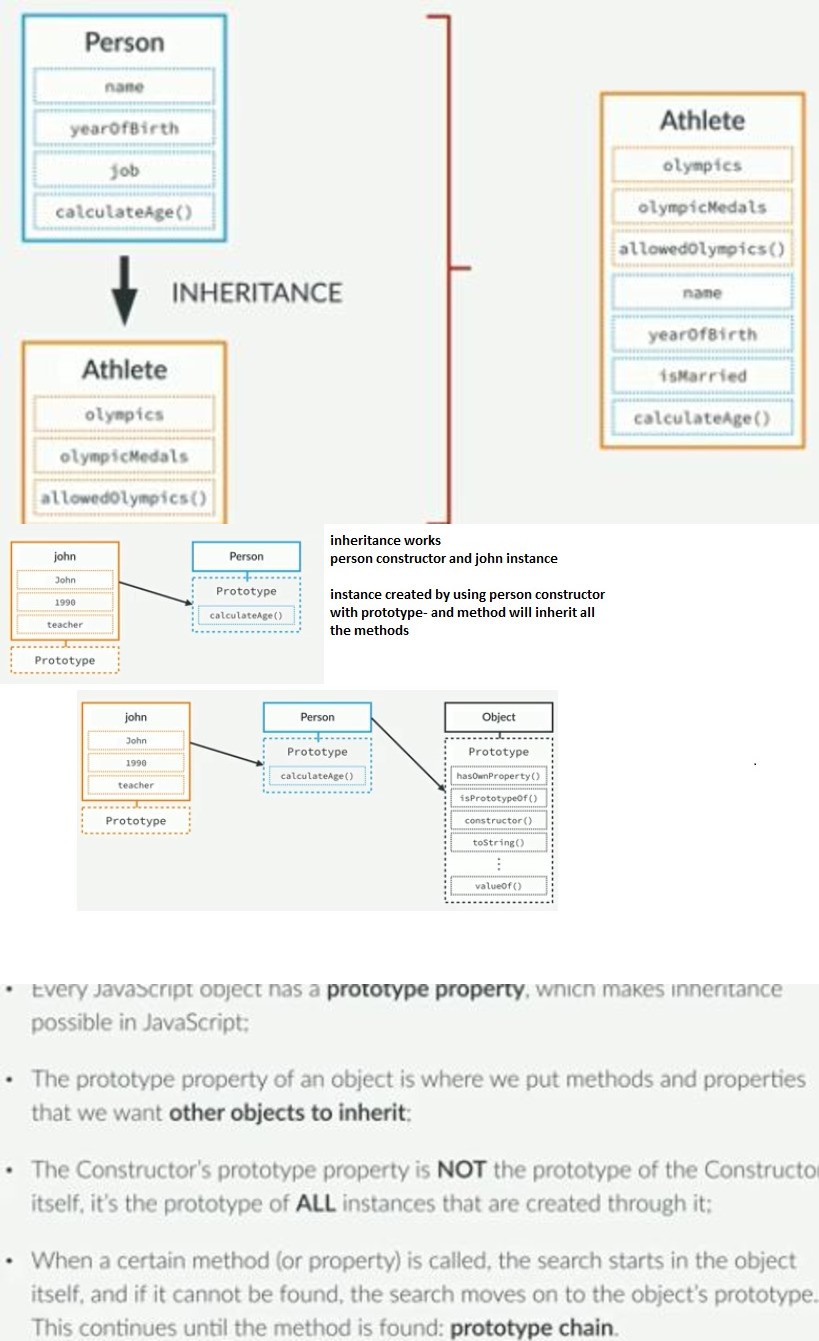 Person
name
yearOfBirth
job
calculateAge()
INHERITANCE
Athlete
olympics
olympicMedals
allowedOlympics()
Athlete
olympics
olympicMedals
allowedOlympics()
name
yearOfBirth
isMarried
calculateAge()
john
John
1990
teacher
Prototype
Person
Prototype
calculateAge()
inheritance works
person constructor and john instance
instance created by using person constructor
with prototype- and method will inherit all
the methods
john
John
1990
teacher
Prototype
Person
Prototype
calculateAge()
Object
Prototype
hasOwnProperty()
isPrototypeOf()
constructor()
toString()
⋮
valueOf()
.
• Every JavaScript object has a prototype property, which makes inheritance
possible in JavaScript;
• The prototype property of an object is where we put methods and properties
that we want other objects to inherit;
• The Constructor's prototype property is NOT the prototype of the Constructo
itself, it's the prototype of ALL instances that are created through it;
• When a certain method (or property) is called, the search starts in the object
itself, and if it cannot be found, the search moves on to the object's prototype.
This continues until the method is found: prototype chain.